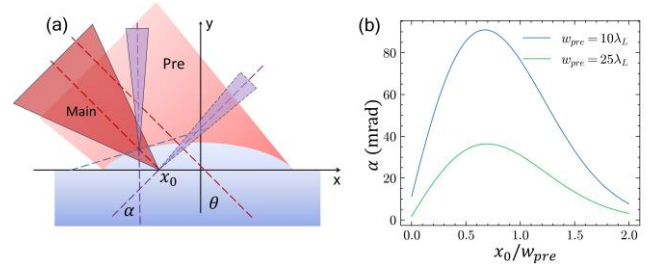 (a)
y
Pre
Main
x
x₀
α
θ
(b)
w_pre = 10λ_L
w_pre = 25λ_L
80
60
40
20
0
α (mrad)
0.0 0.5 1.0 1.5 2.0
x₀/w_pre